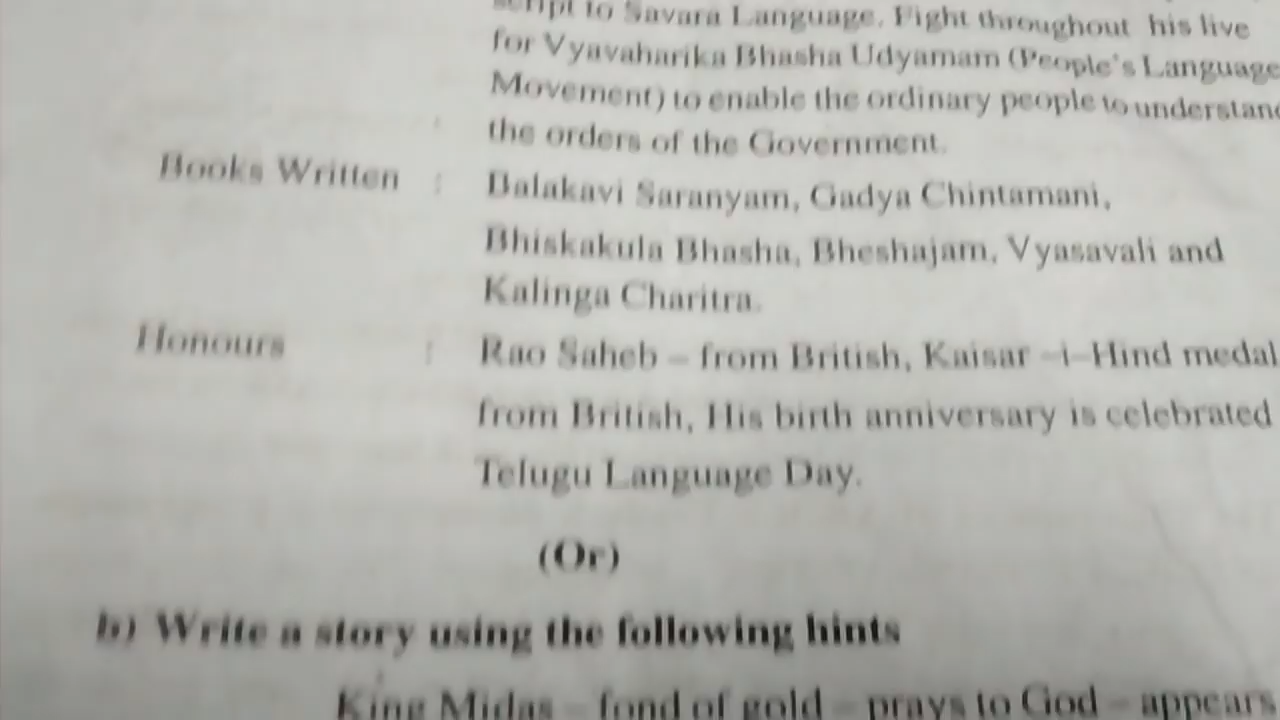 script to Savara Language. Fight throughout his live
for Vyavaharika Bhasha Udyamam (People's Language
Movement) to enable the ordinary people to understand
the orders of the Government.
Books Written : Balakavi Saranyam, Gadya Chintamani,
Bhiskakula Bhasha, Bheshajam, Vyasavali and
Kalinga Charitra.
Honours : Rao Saheb – from British, Kaisar –i–Hind medal
from British, His birth anniversary is celebrated
Telugu Language Day.
(Or)
b) Write a story using the following hints
King Midas – fond of gold – prays to God – appears